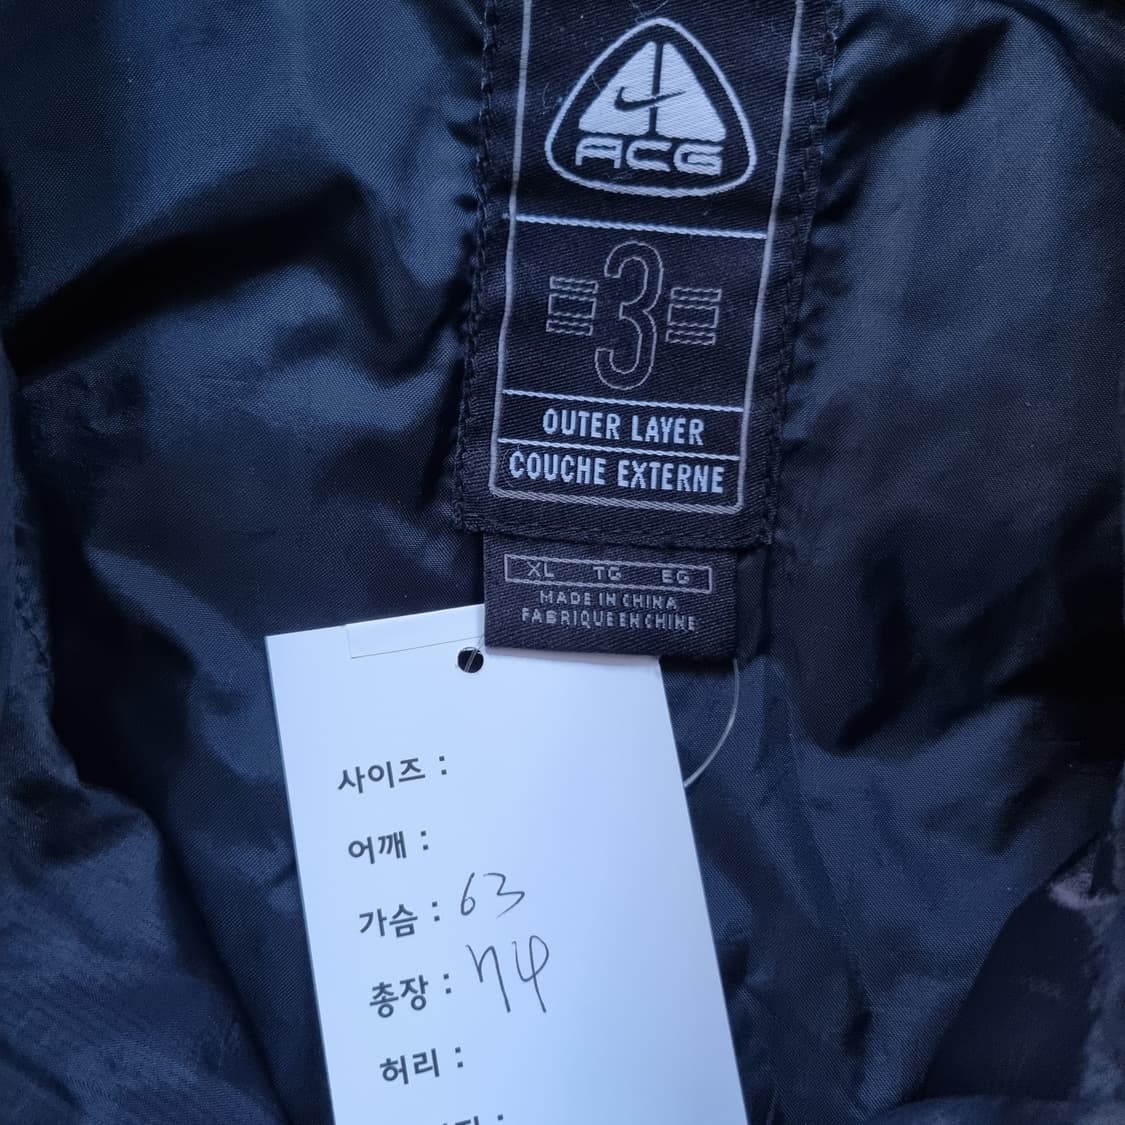 ACG
3
OUTER LAYER
COUCHE EXTERNE
XL TG EG
MADE IN CHINA
FABRIQUE EN CHINE
사이즈 :
어깨 :
가슴 : 63
총장 : 74
허리 :